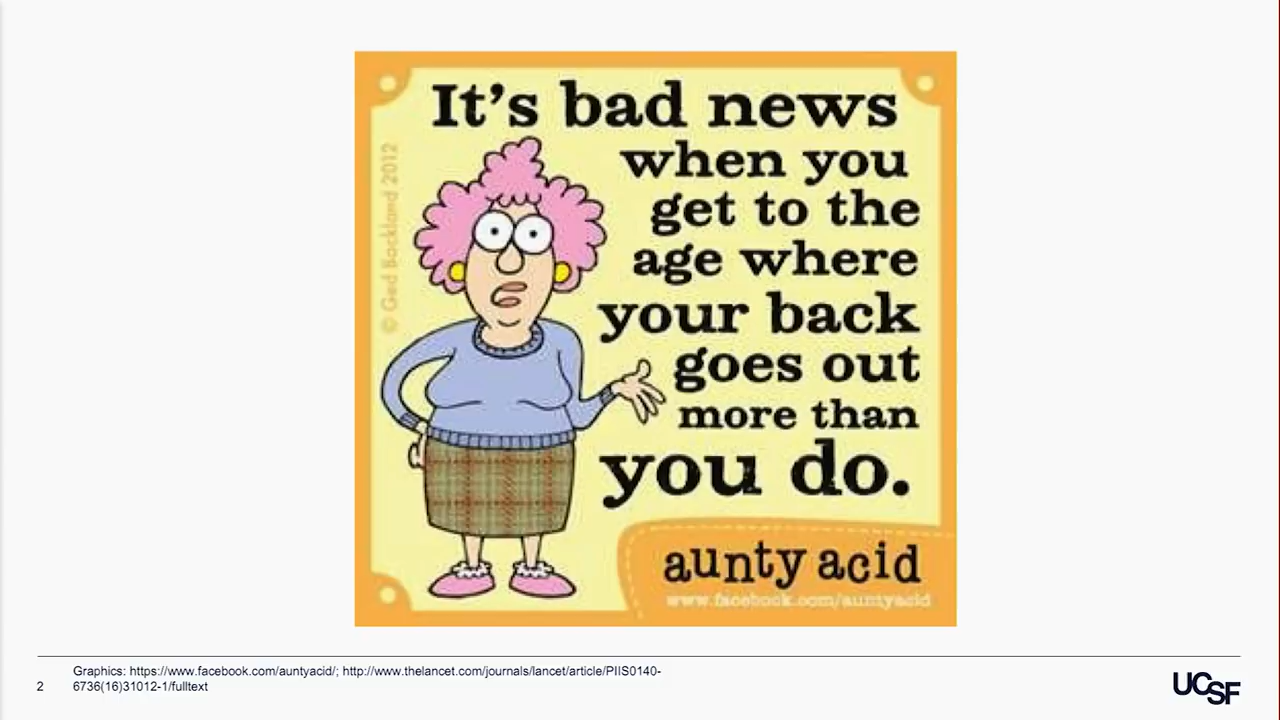 It's bad news
when you
get to the
age where
your back
goes out
more than
you do.
© Ged Backland 2012
aunty acid
www.facebook.com/auntyacid
Graphics: https://www.facebook.com/auntyacid/; http://www.thelancet.com/journals/lancet/article/PIIS0140-
6736(16)31012-1/fulltext
2
UCSF